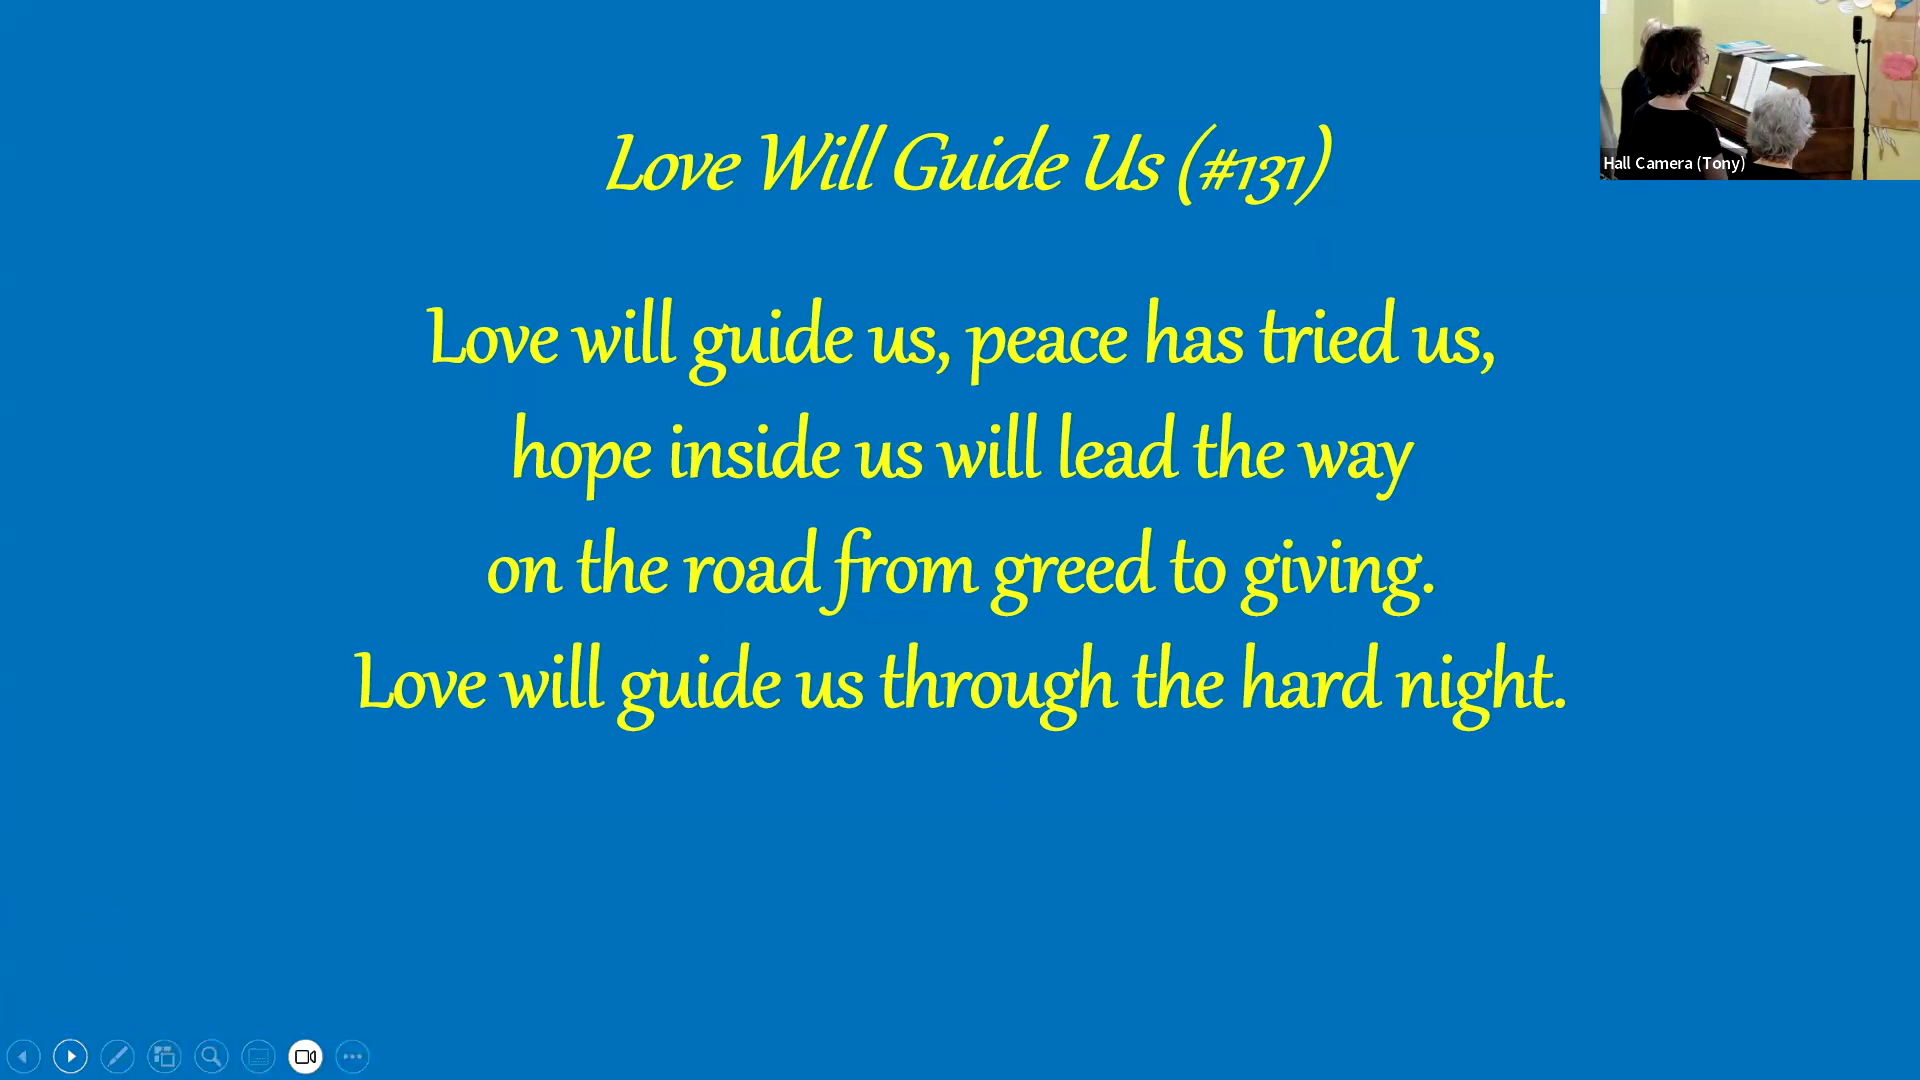 Love Will Guide Us (#131)
Love will guide us, peace has tried us,
hope inside us will lead the way
on the road from greed to giving.
Love will guide us through the hard night.
Hall Camera (Tony)